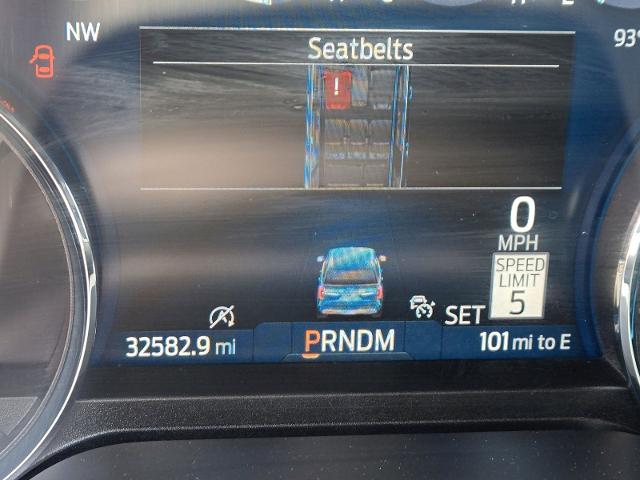 NW
93°
Seatbelts
!
0
MPH
SPEED
LIMIT
5
SET
32582.9 mi
PRNDM
101 mi to E